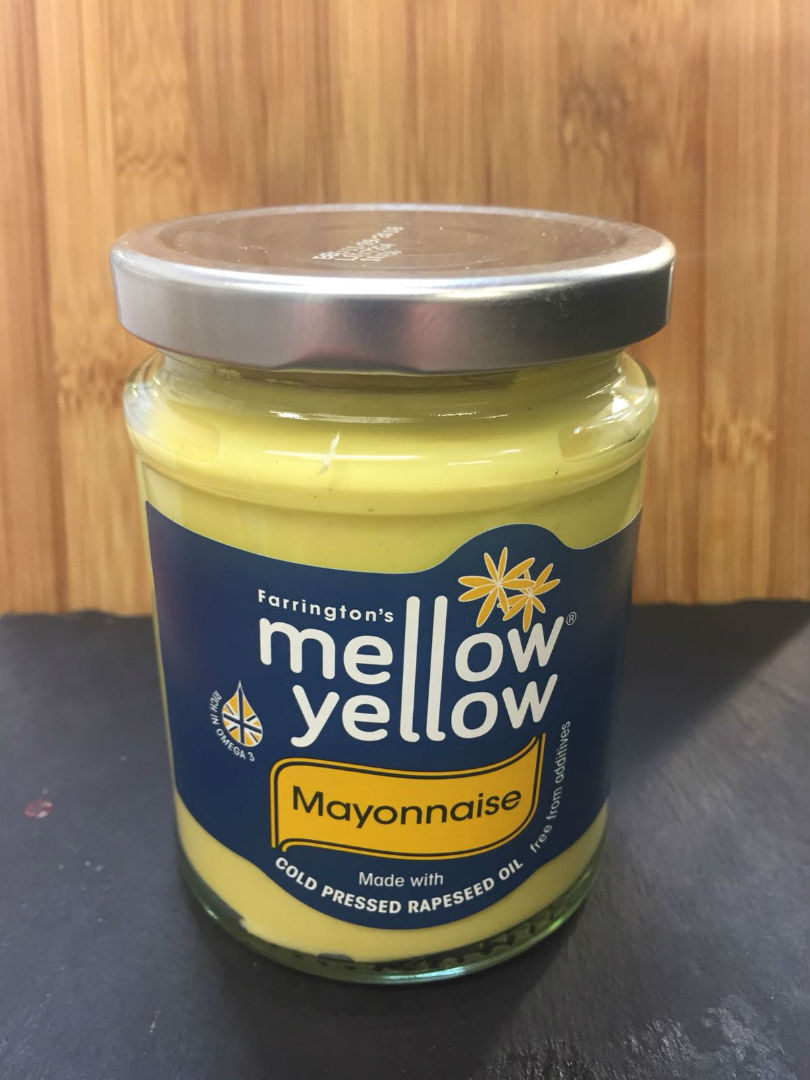 Farrington's
mellow®
yellow
RICH IN OMEGA 3
Mayonnaise
free from additives
Made with
COLD PRESSED RAPESEED OIL